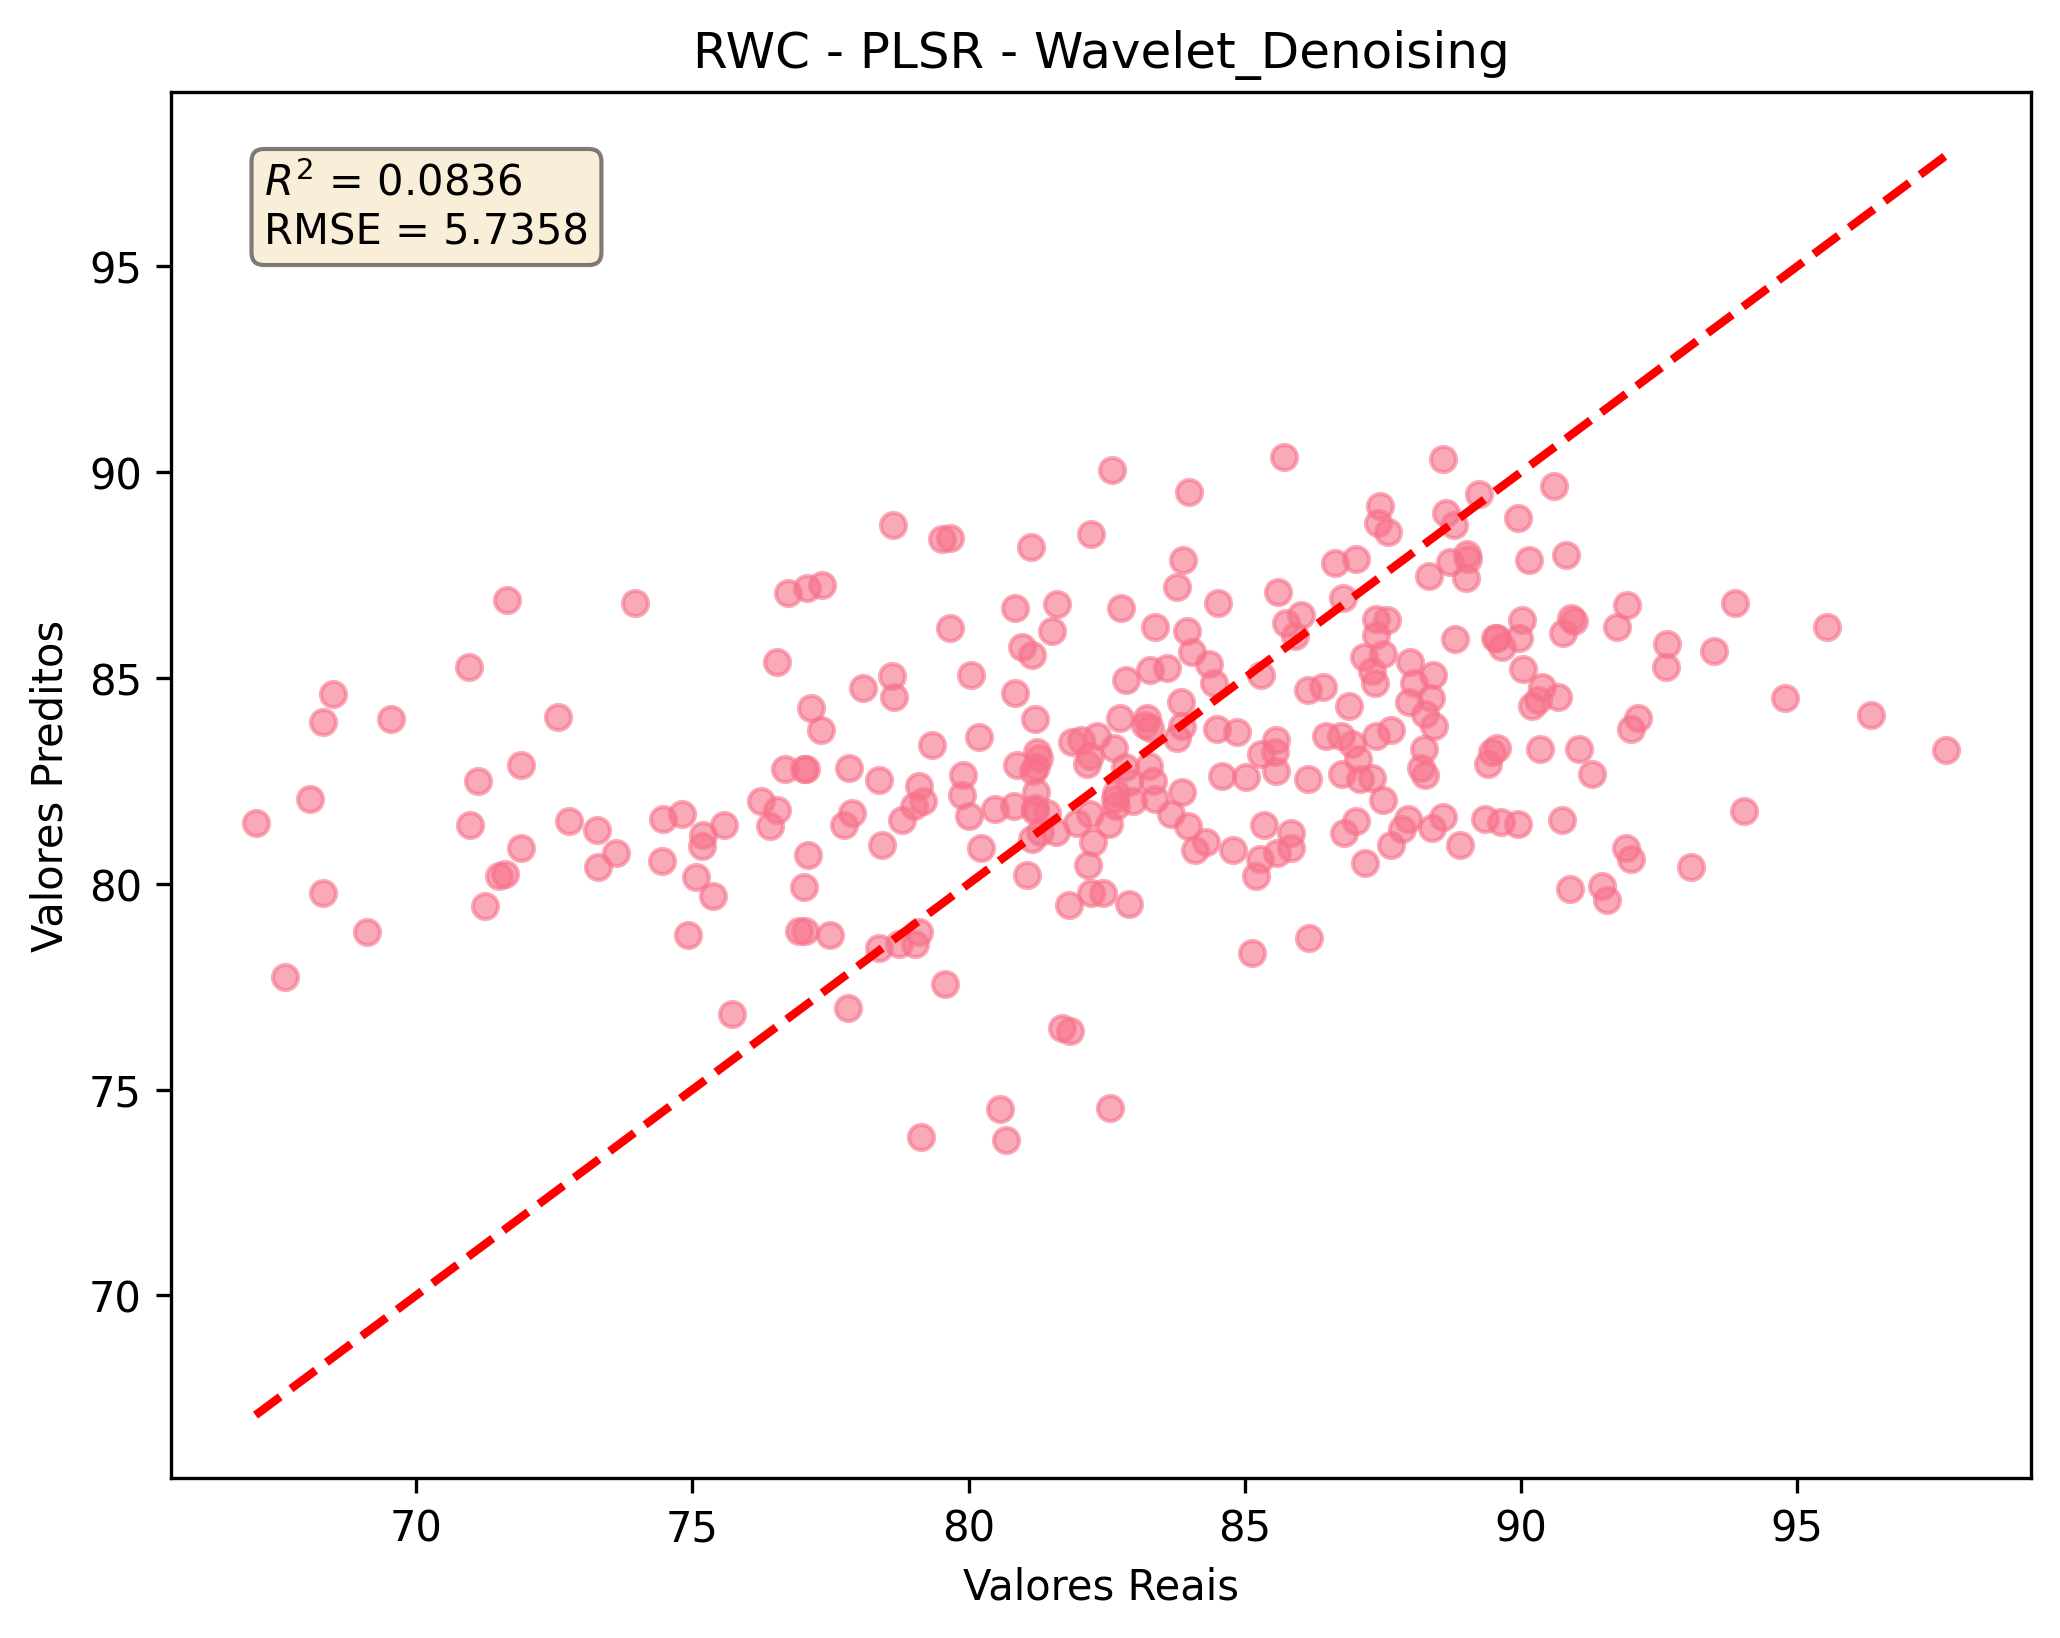 RWC - PLSR - Wavelet_Denoising
R² = 0.0836
RMSE = 5.7358
Valores Preditos
95
90
85
80
75
70
70 75 80 85 90 95
Valores Reais